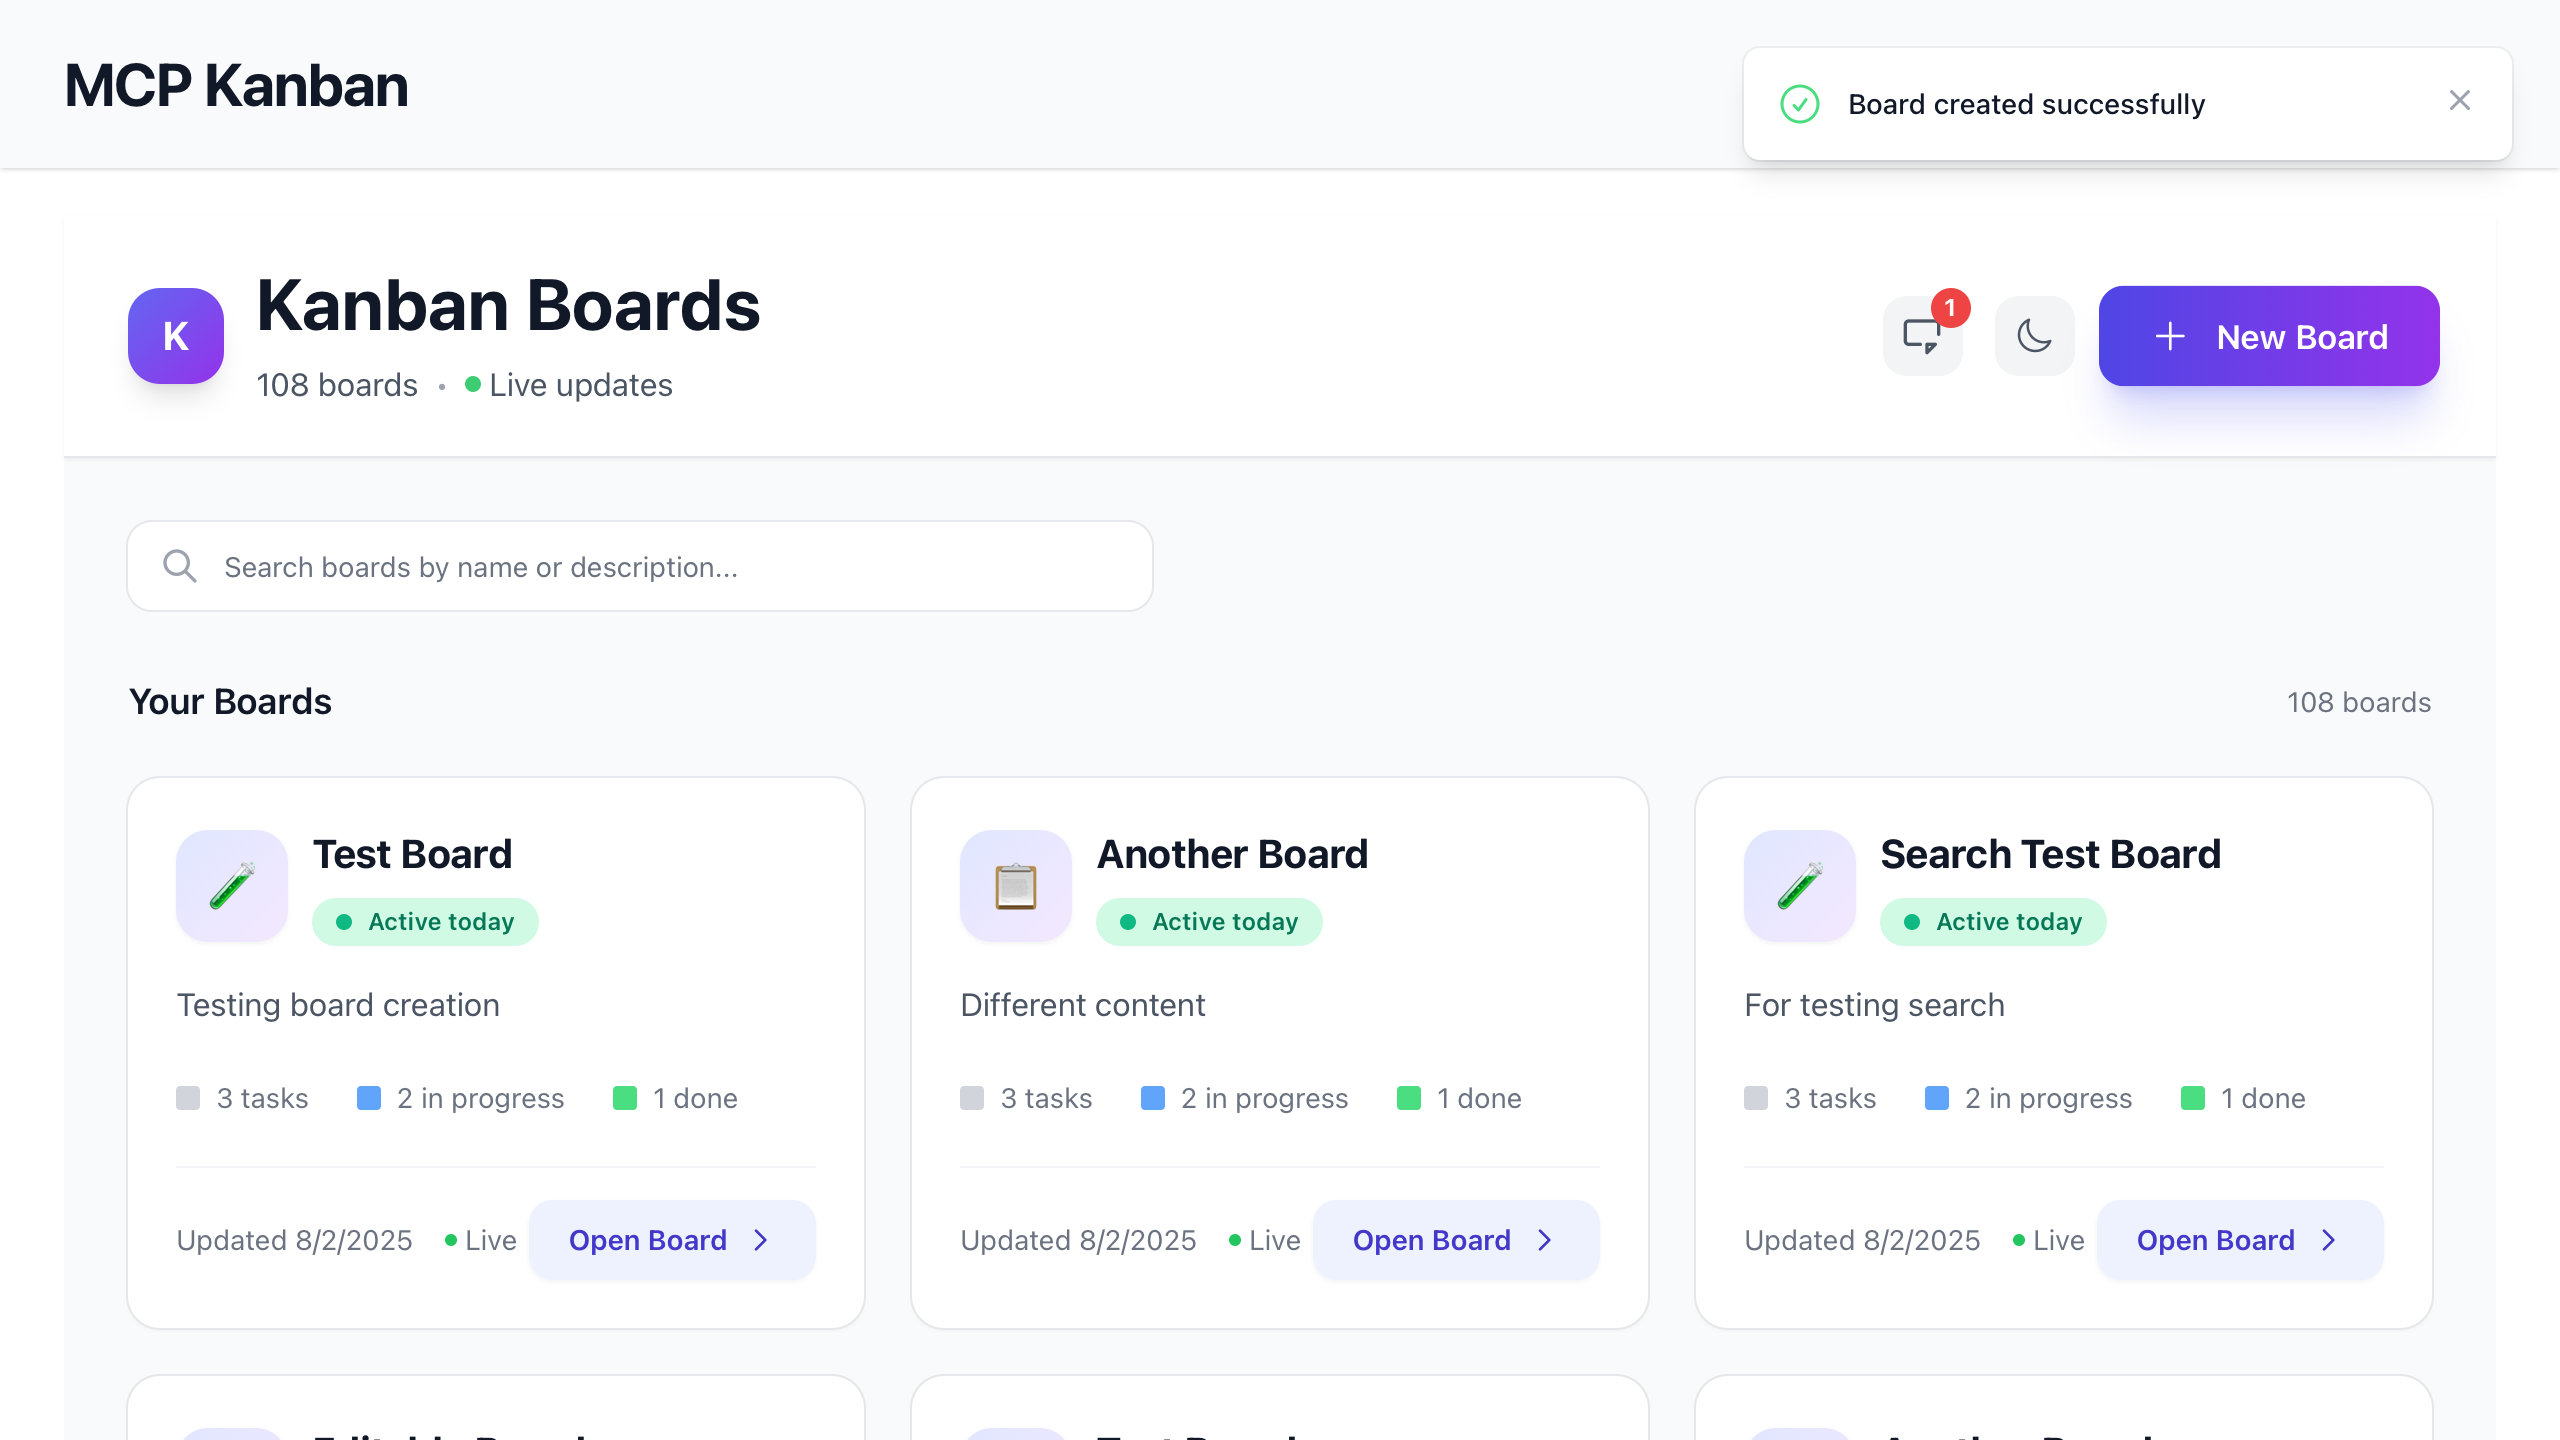 MCP Kanban
Board created successfully
K
Kanban Boards
108 boards • Live updates
1
New Board
Search boards by name or description...
Your Boards
108 boards
Test Board
Active today
Testing board creation
3 tasks 2 in progress 1 done
Updated 8/2/2025 Live Open Board
Another Board
Active today
Different content
3 tasks 2 in progress 1 done
Updated 8/2/2025 Live Open Board
Search Test Board
Active today
For testing search
3 tasks 2 in progress 1 done
Updated 8/2/2025 Live Open Board